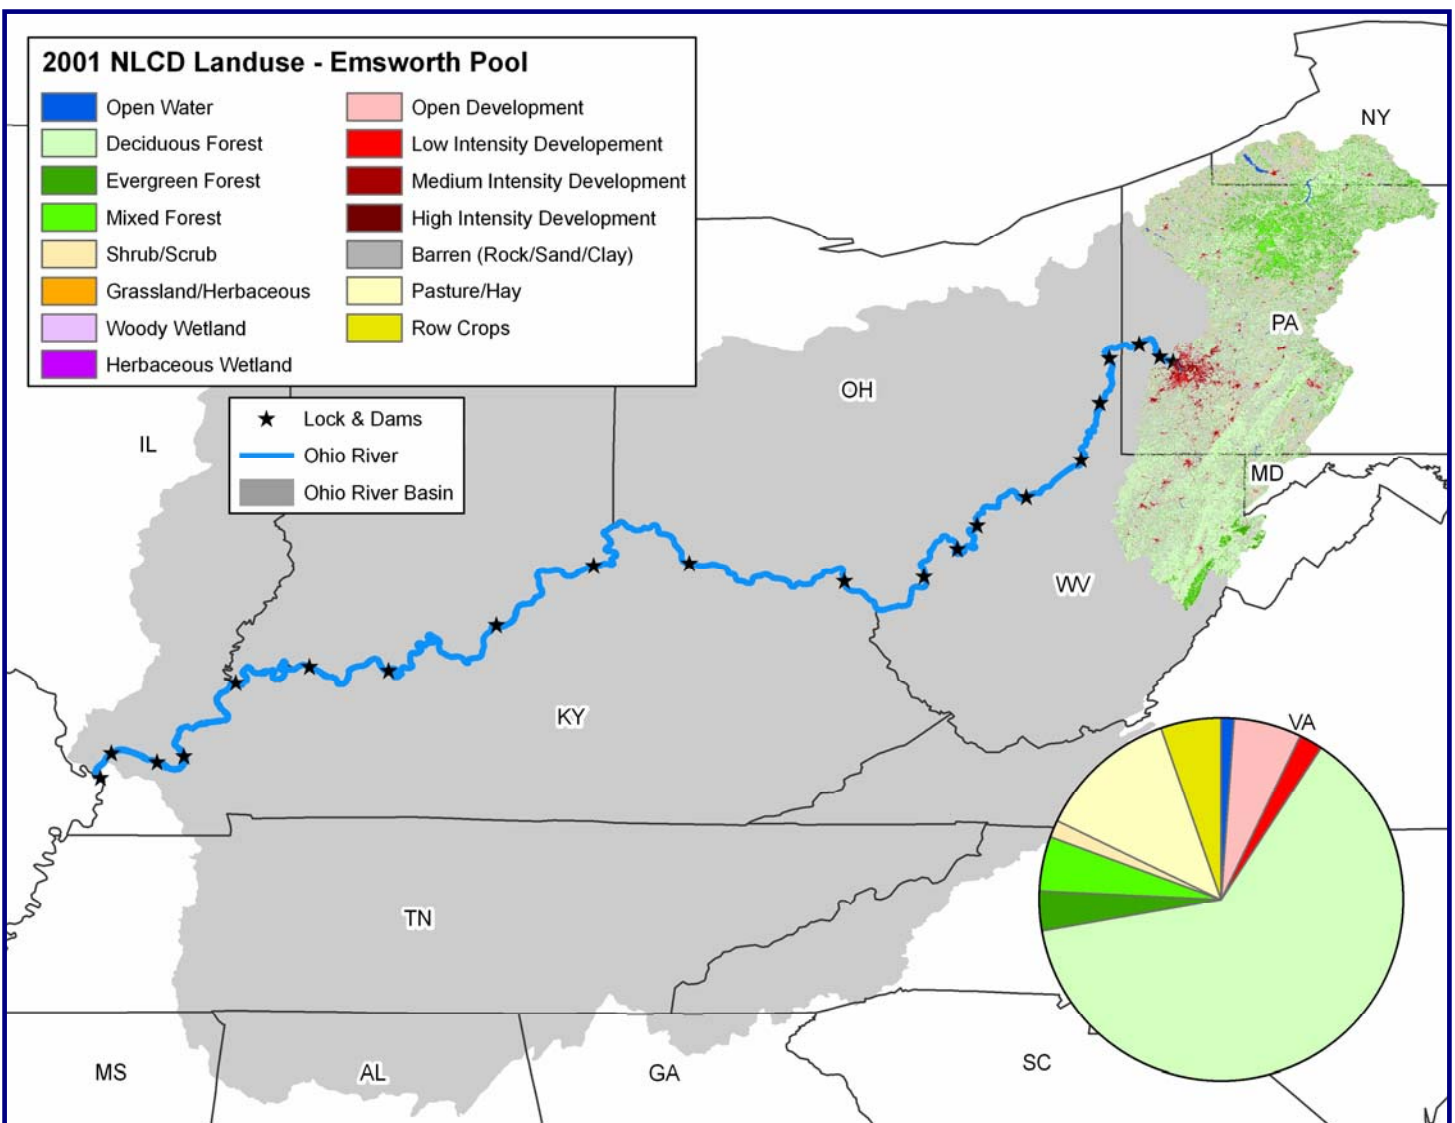 2001 NLCD Landuse - Emsworth Pool
Open Water
Deciduous Forest
Evergreen Forest
Mixed Forest
Shrub/Scrub
Grassland/Herbaceous
Woody Wetland
Herbaceous Wetland
Open Development
Low Intensity Developement
Medium Intensity Development
High Intensity Development
Barren (Rock/Sand/Clay)
Pasture/Hay
Row Crops
Lock & Dams
Ohio River
Ohio River Basin
NY
PA
OH
IL
MD
WV
KY
VA
TN
MS
AL
GA
SC